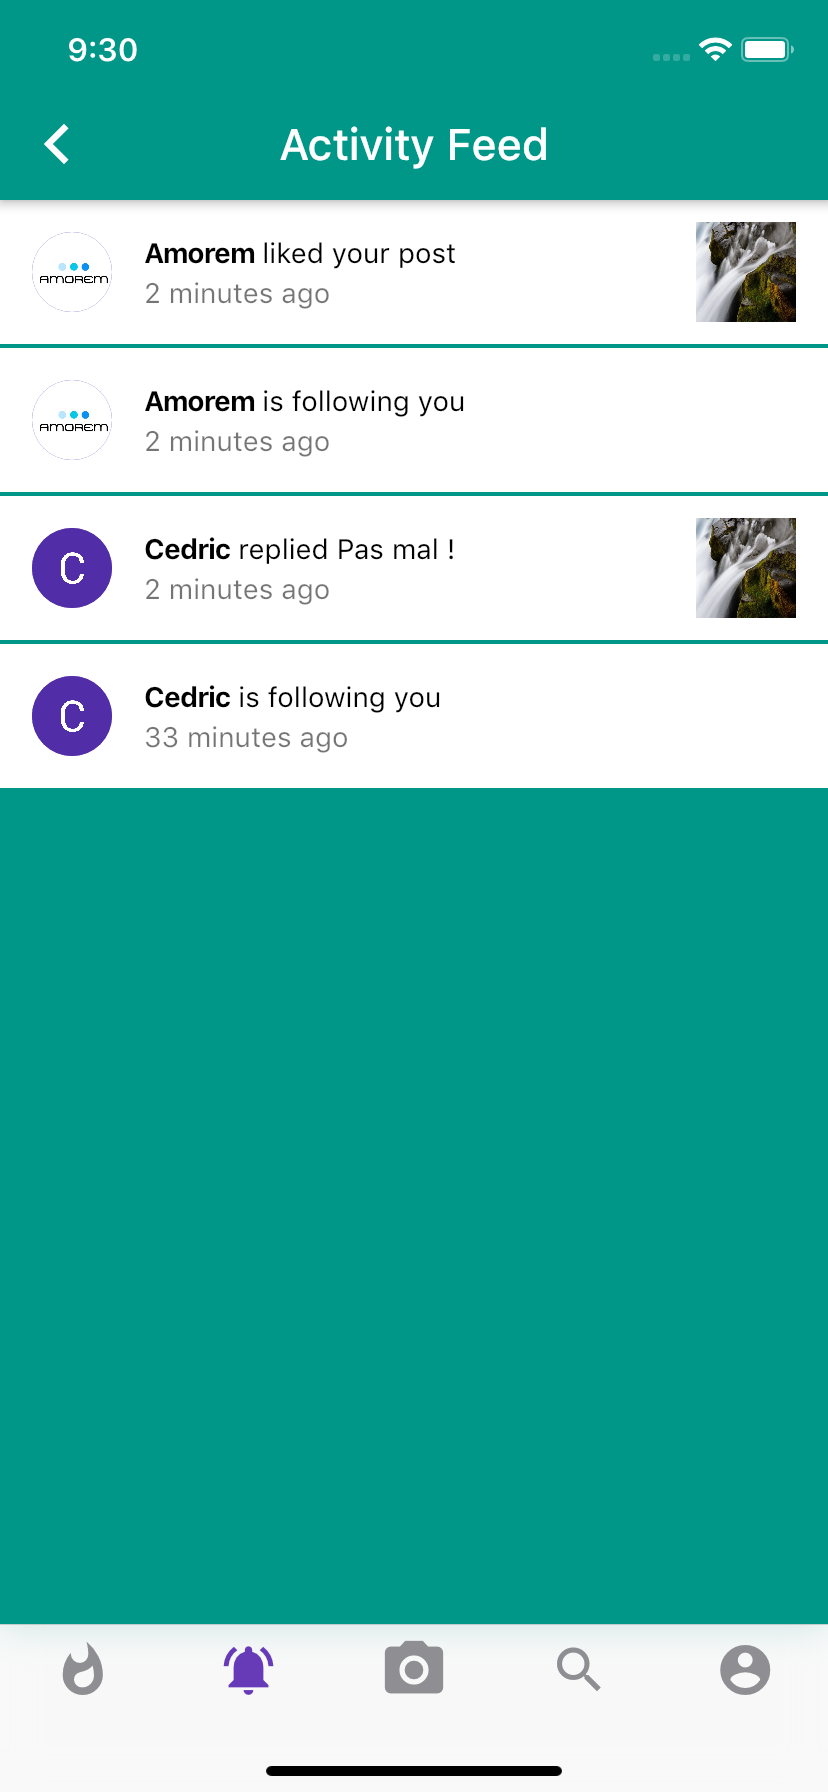 9:30
Activity Feed
AMOREM
Amorem liked your post
2 minutes ago
AMOREM
Amorem is following you
2 minutes ago
C
Cedric replied Pas mal !
2 minutes ago
C
Cedric is following you
33 minutes ago